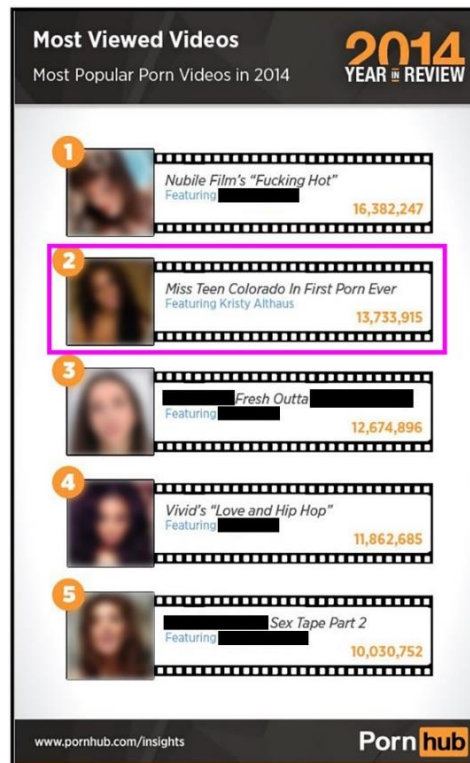 Most Viewed Videos
Most Popular Porn Videos in 2014
2014
YEAR IN REVIEW
1
Nubile Film's "Fucking Hot"
Featuring
16,382,247
2
Miss Teen Colorado In First Porn Ever
Featuring Kristy Althaus
13,733,915
3
Fresh Outta
Featuring
12,674,896
4
Vivid's "Love and Hip Hop"
Featuring
11,862,685
5
Sex Tape Part 2
Featuring
10,030,752
www.pornhub.com/insights
Pornhub